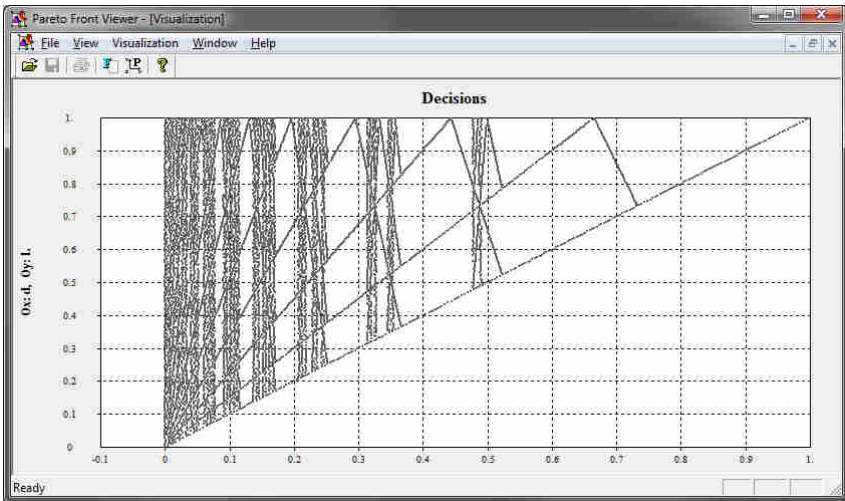 Pareto Front Viewer - [Visualization]
File View Visualization Window Help
Decisions
1.
0.9
0.8
0.7
0.6
0.5
0.4
0.3
0.2
0.1
0
Ox: d, Oy: L
-0.1 0 0.1 0.2 0.3 0.4 0.5 0.6 0.7 0.8 0.9 1.
Ready